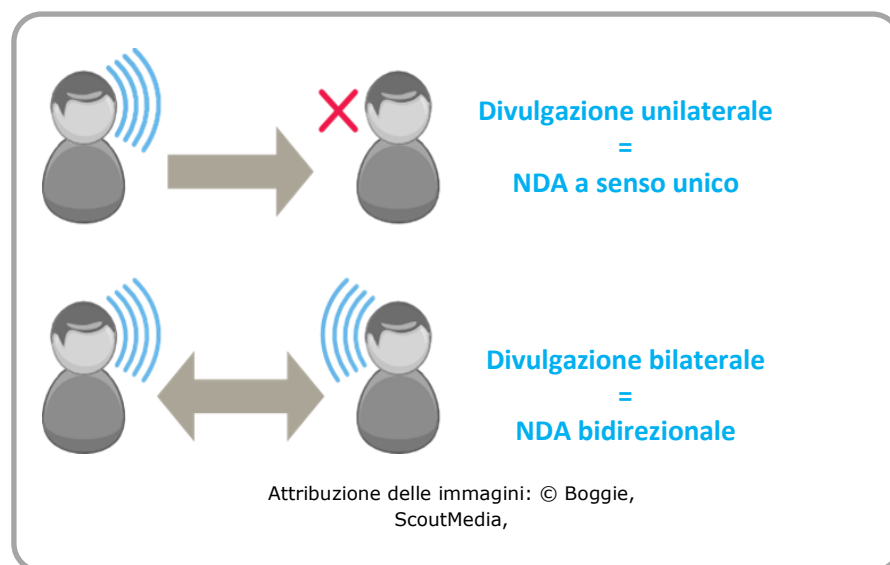 Divulgazione unilaterale
=
NDA a senso unico
Divulgazione bilaterale
=
NDA bidirezionale
Attribuzione delle immagini: © Boggie,
ScoutMedia,